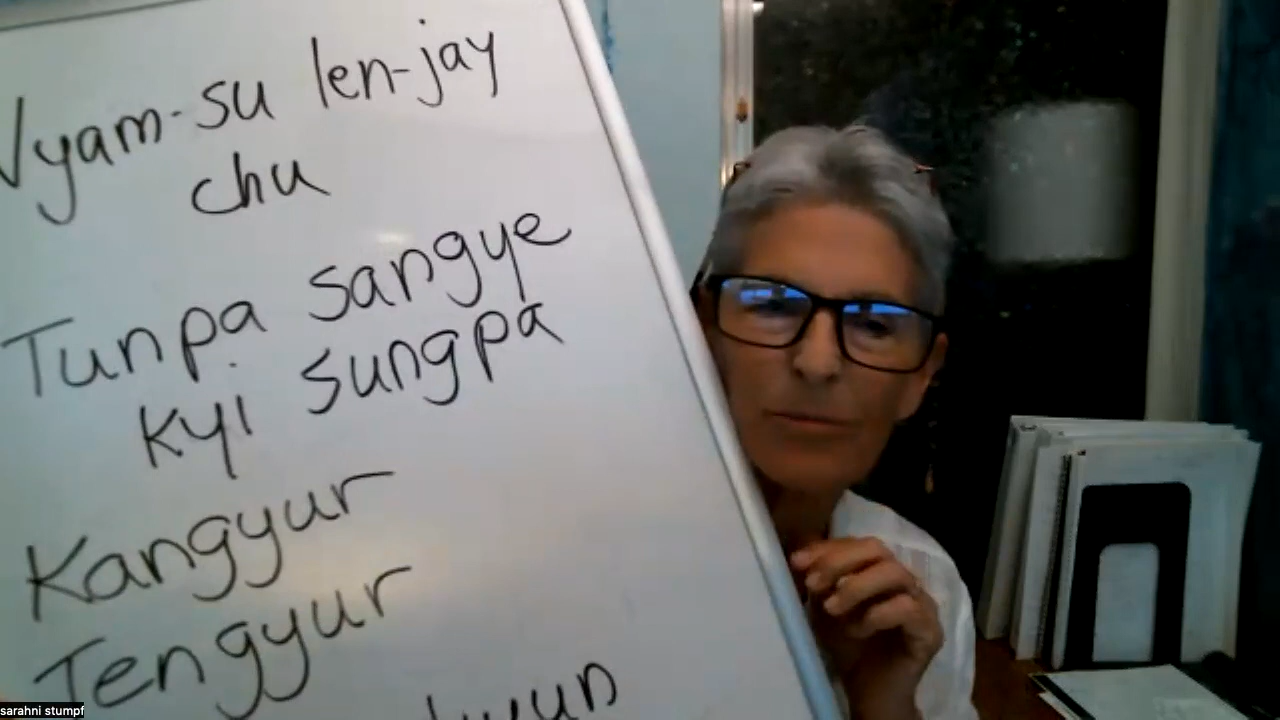 Nyam-su len-jay
chu
Tunpa sangye
kyi sungpa
Kangyur
Tengyur
sarahni stumpf